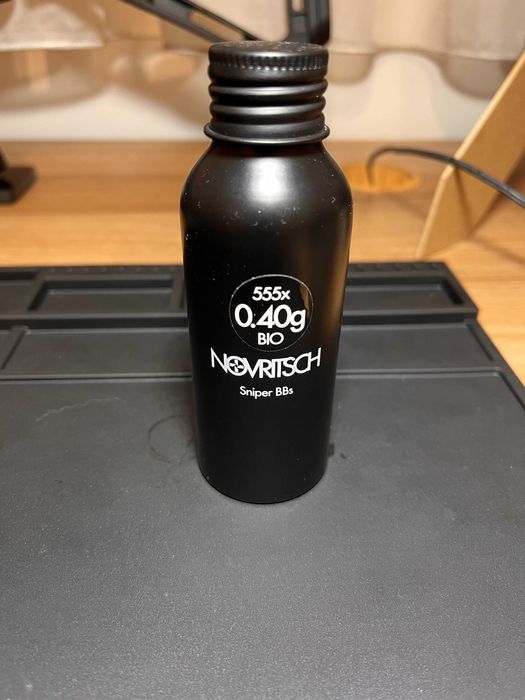 555x
0.40g
BIO
NOVRITSCH
Sniper BBs